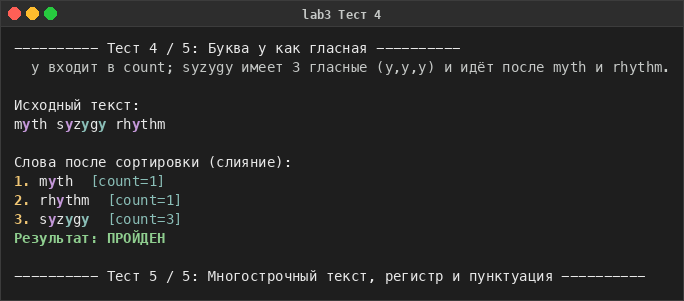 lab3 Тест 4
—————————— Тест 4 / 5: Буква y как гласная ——————————
y входит в count; syzygy имеет 3 гласные (y,y,y) и идёт после myth и rhythm.
Исходный текст:
myth syzygy rhythm
Слова после сортировки (слияние):
1. myth [count=1]
2. rhythm [count=1]
3. syzygy [count=3]
Результат: ПРОЙДЕН
—————————— Тест 5 / 5: Многострочный текст, регистр и пунктуация ——————————